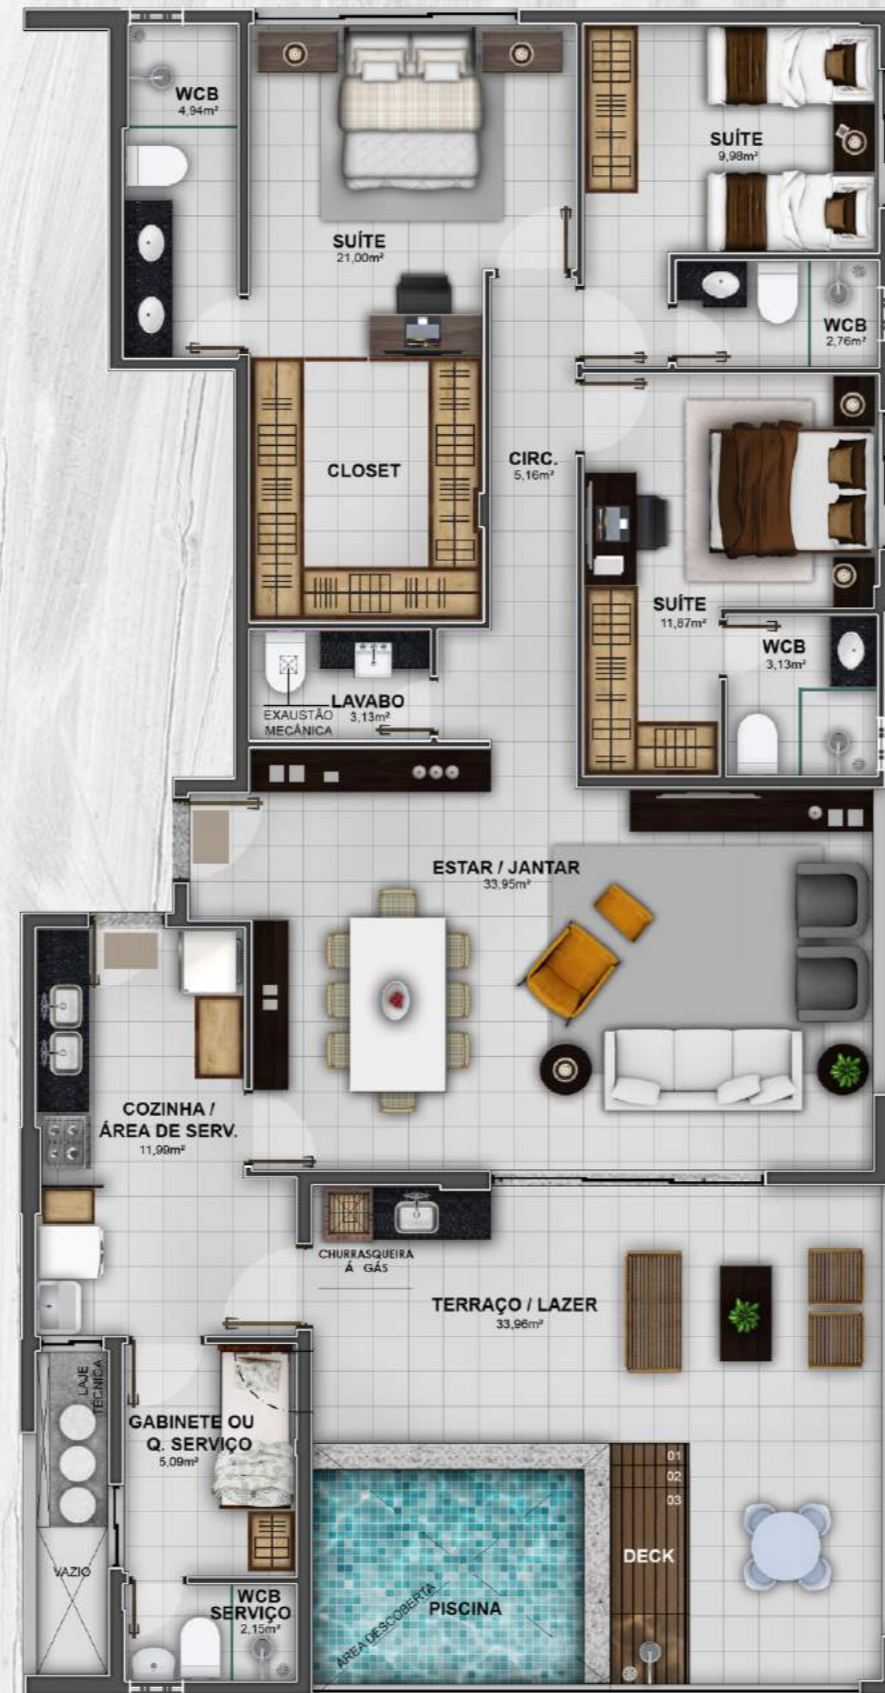 WCB
4,94m²
SUÍTE
21,00m²
SUÍTE
9,98m²
WCB
2,76m²
CLOSET
CIRC.
5,16m²
SUÍTE
11,87m²
WCB
3,13m²
LAVABO
3,13m²
EXAUSTÃO
MECÂNICA
ESTAR / JANTAR
33,95m²
COZINHA /
ÁREA DE SERV.
11,99m²
CHURRASQUEIRA
Á GÁS
TERRAÇO / LAZER
33,96m²
LAJE
TÉCNICA
GABINETE OU
Q. SERVIÇO
5,09m²
01
02
03
DECK
VAZIO
WCB
SERVIÇO
2,15m²
ÁREA DESCOBERTA
PISCINA